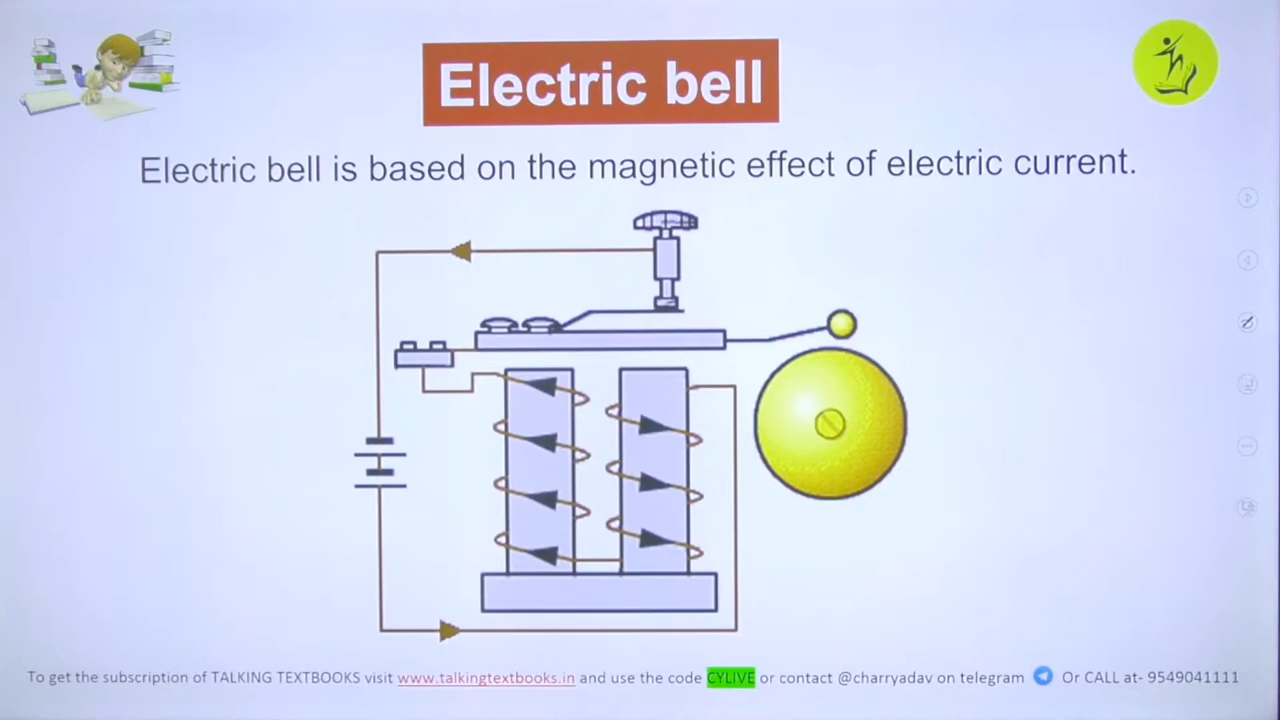 Electric bell
Electric bell is based on the magnetic effect of electric current.
To get the subscription of TALKING TEXTBOOKS visit www.talkingtextbooks.in and use the code CYLIVE or contact @charryadav on telegram Or CALL at- 9549041111